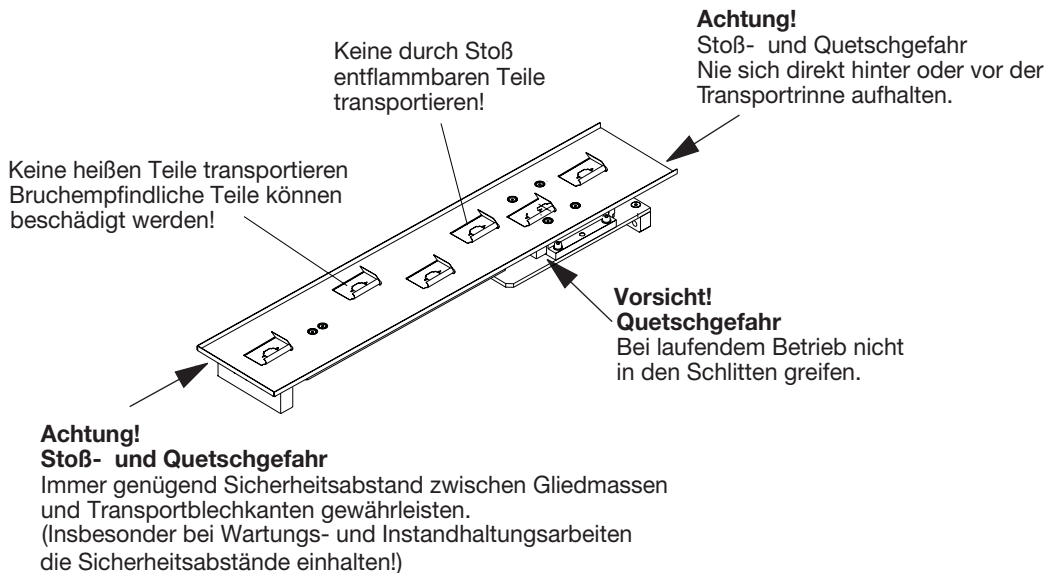 Achtung!
Stoß- und Quetschgefahr
Nie sich direkt hinter oder vor der
Transportrinne aufhalten.
Keine durch Stoß
entflammbaren Teile
transportieren!
Keine heißen Teile transportieren
Bruchempfindliche Teile können
beschädigt werden!
Vorsicht!
Quetschgefahr
Bei laufendem Betrieb nicht
in den Schlitten greifen.
Achtung!
Stoß- und Quetschgefahr
Immer genügend Sicherheitsabstand zwischen Gliedmassen
und Transportblechkanten gewährleisten.
(Insbesonder bei Wartungs- und Instandhaltungsarbeiten
die Sicherheitsabstände einhalten!)